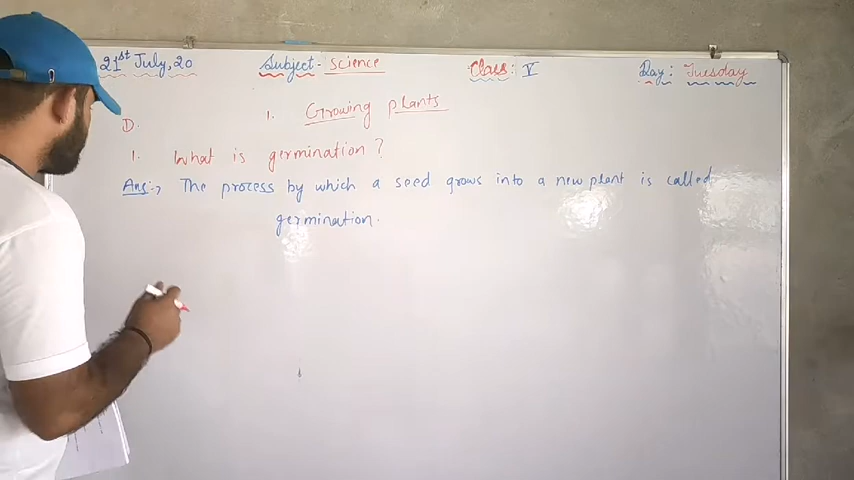 21st July, 20 Subject- Science Class: V Day: Tuesday
1. Growing plants
D.
1. What is germination?
Ans:→ The process by which a seed grows into a new plant is called
germination.